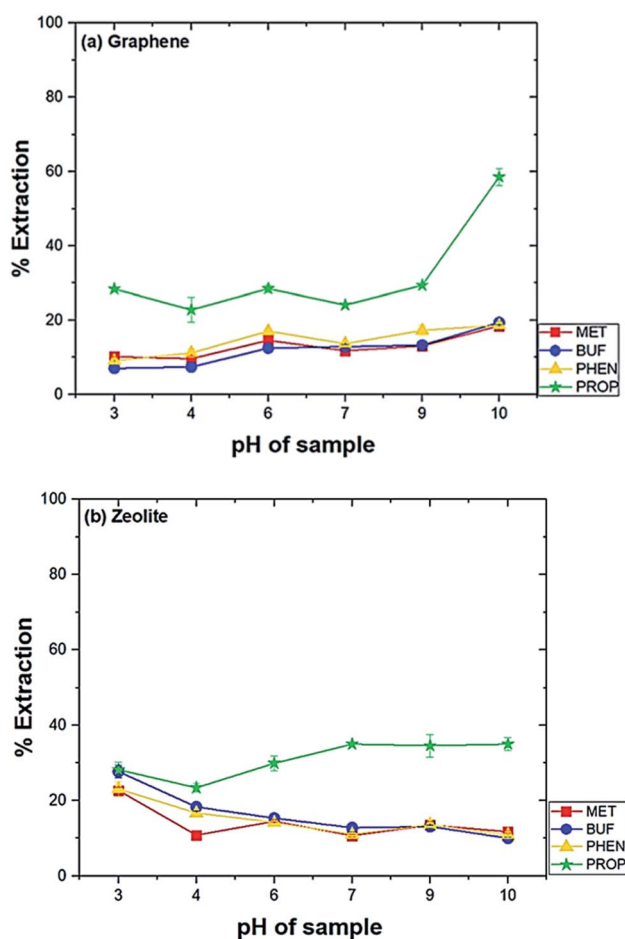 (a) Graphene
100
80
60
40
20
0
% Extraction
3 4 6 7 9 10
pH of sample
MET
BUF
PHEN
PROP
(b) Zeolite
100
80
60
40
20
0
% Extraction
3 4 6 7 9 10
pH of sample
MET
BUF
PHEN
PROP